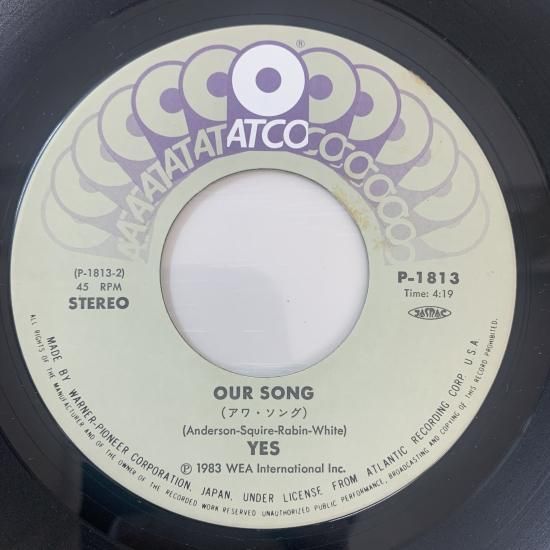 ®
ATATATATATCOCOCOCOCO
(P-1813-2)
45 RPM
STEREO
P-1813
Time: 4:19
JASRAC
OUR SONG
(アワ・ソング)
(Anderson-Squire-Rabin-White)
YES
Ⓟ 1983 WEA International Inc.
MADE BY WARNER-PIONEER CORPORATION, JAPAN, UNDER LICENSE FROM ATLANTIC RECORDING CORP. U.S.A.
ALL RIGHTS OF THE MANUFACTURER AND OF THE OWNER OF THE RECORDED WORK RESERVED UNAUTHORIZED PUBLIC PERFORMANCE, BROADCASTING AND COPYING OF THIS RECORD PROHIBITED.